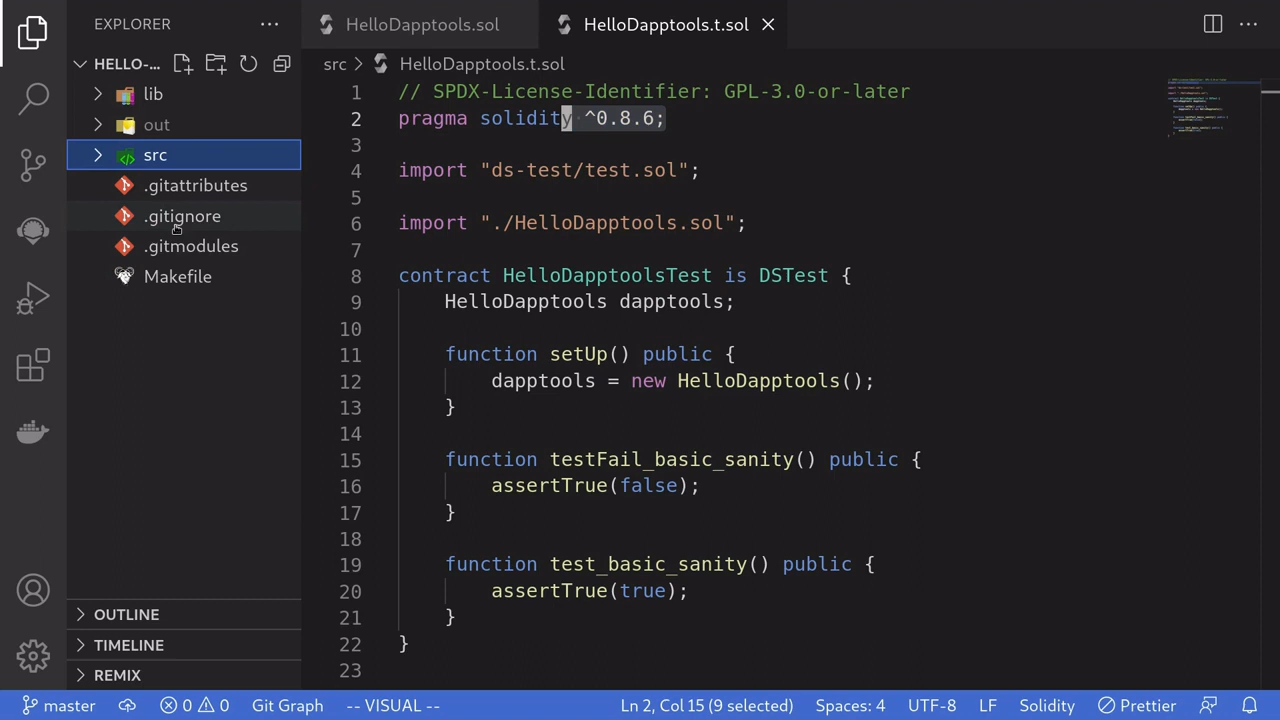 EXPLORER
HelloDapptools.sol
HelloDapptools.t.sol
HELLO-...
src > HelloDapptools.t.sol
lib
out
src
.gitattributes
.gitignore
.gitmodules
Makefile
1 // SPDX-License-Identifier: GPL-3.0-or-later
2 pragma solidity ^0.8.6;
3
4 import "ds-test/test.sol";
5
6 import "./HelloDapptools.sol";
7
8 contract HelloDapptoolsTest is DSTest {
9 HelloDapptools dapptools;
10
11 function setUp() public {
12 dapptools = new HelloDapptools();
13 }
14
15 function testFail_basic_sanity() public {
16 assertTrue(false);
17 }
18
19 function test_basic_sanity() public {
20 assertTrue(true);
21 }
22 }
23
OUTLINE
TIMELINE
REMIX
master 0 0 Git Graph -- VISUAL -- Ln 2, Col 15 (9 selected) Spaces: 4 UTF-8 LF Solidity Prettier